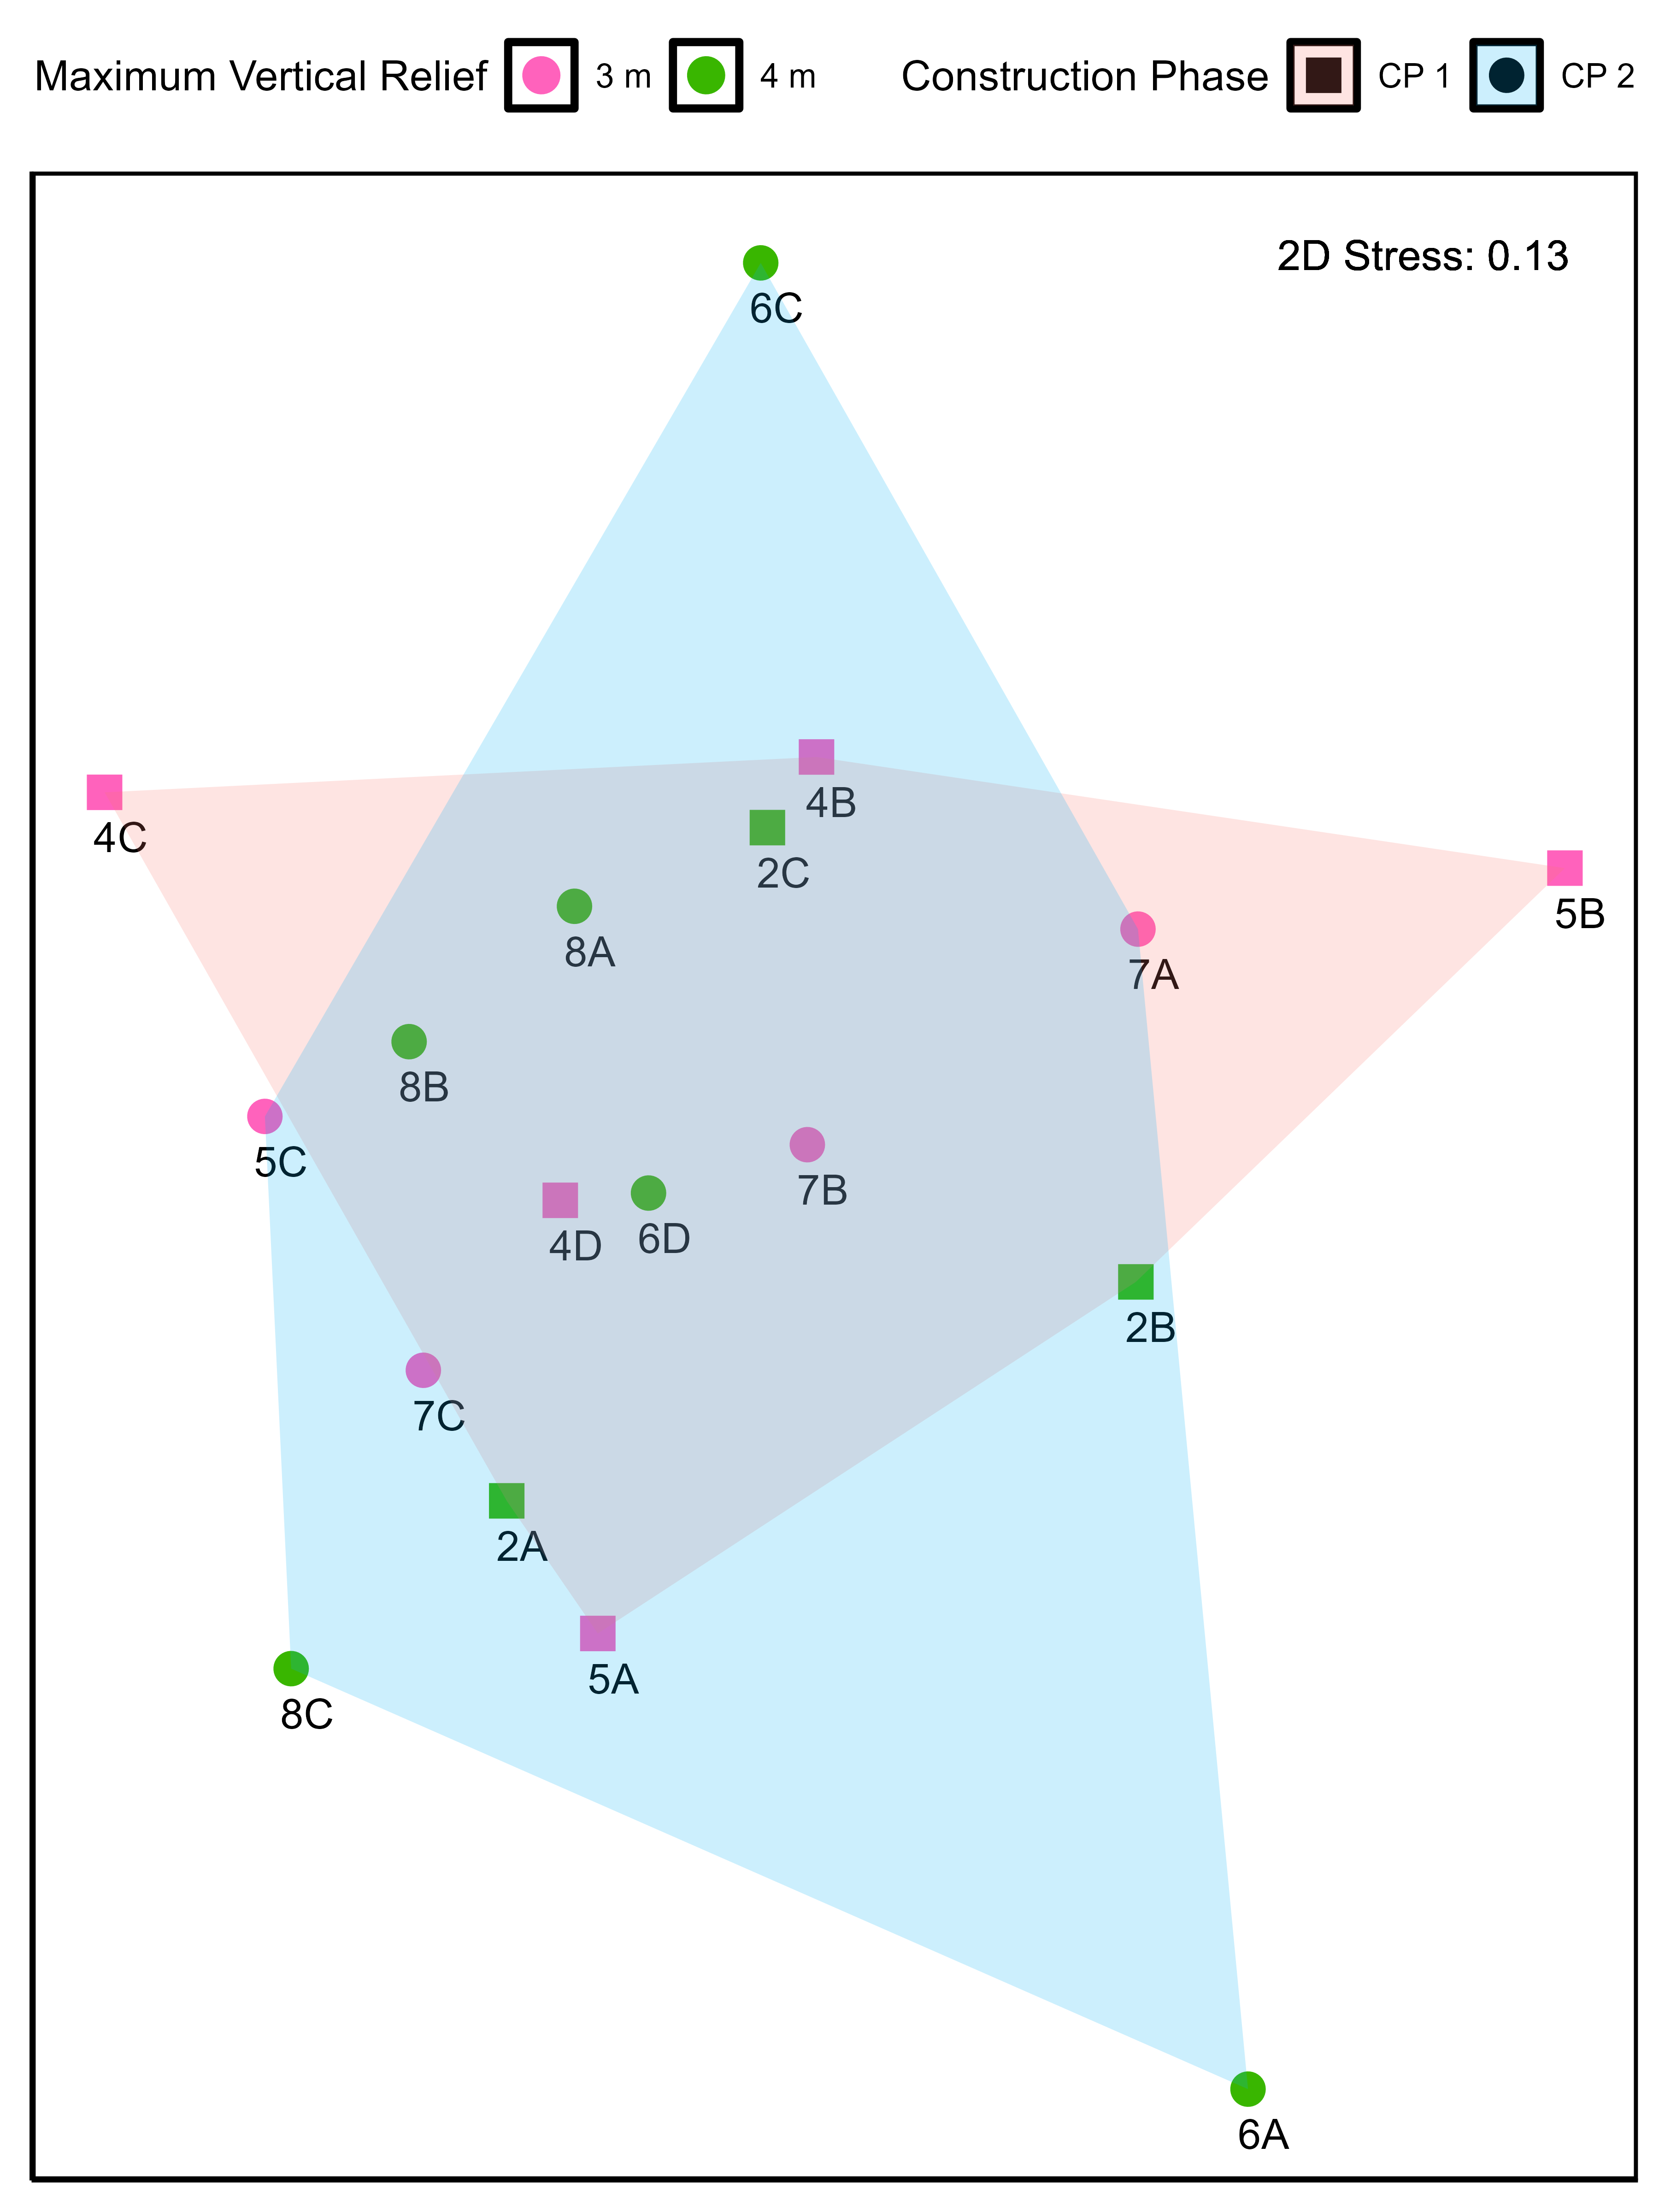 Maximum Vertical Relief 3 m 4 m Construction Phase CP 1 CP 2
2D Stress: 0.13
6C
4B
4C
2C
5B
8A
7A
8B
5C
7B
6D
4D
2B
7C
2A
5A
8C
6A